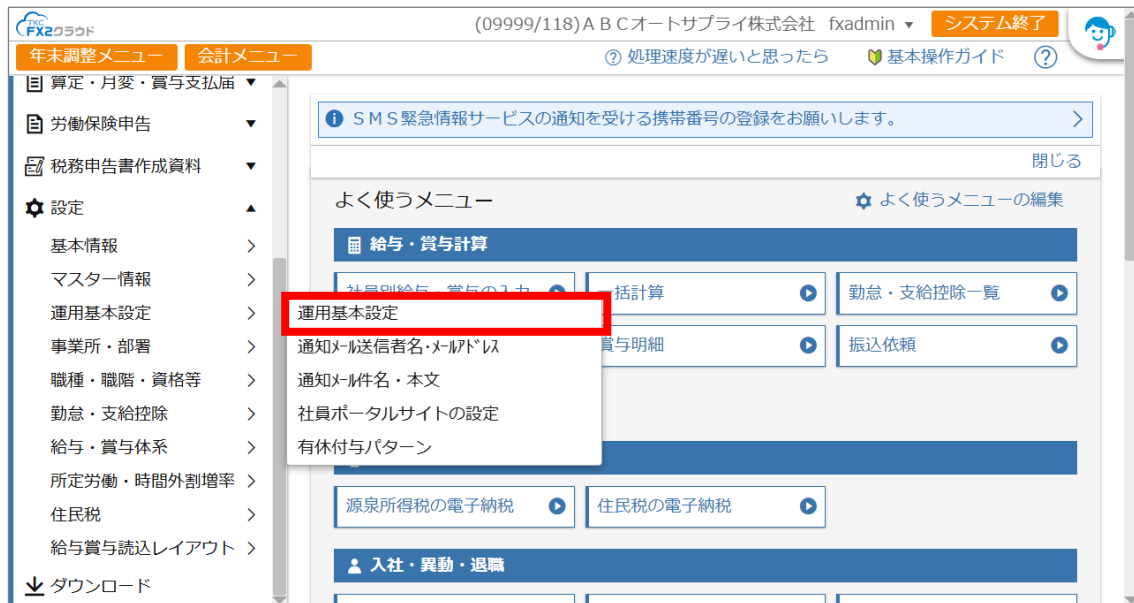 TKC
FX2クラウド
(09999/118)ＡＢＣオートサプライ株式会社 fxadmin ▼
システム終了
年末調整メニュー
会計メニュー
? 処理速度が遅いと思ったら
基本操作ガイド
?
算定・月変・賞与支払届 ▼
労働保険申告 ▼
税務申告書作成資料 ▼
設定 ▲
基本情報 >
マスター情報 >
運用基本設定 >
事業所・部署 >
職種・職階・資格等 >
勤怠・支給控除 >
給与・賞与体系 >
所定労働・時間外割増率 >
住民税 >
給与賞与読込レイアウト >
ダウンロード
運用基本設定
通知ﾒｰﾙ送信者名･ﾒｰﾙｱﾄﾞﾚｽ
通知ﾒｰﾙ件名・本文
社員ポータルサイトの設定
有休付与パターン
ＳＭＳ緊急情報サービスの通知を受ける携帯番号の登録をお願いします。 >
閉じる
よく使うメニュー
よく使うメニューの編集
給与・賞与計算
社員別給与・賞与の入力
一括計算
勤怠・支給控除一覧
賞与明細
振込依頼
源泉所得税の電子納税
住民税の電子納税
入社・異動・退職